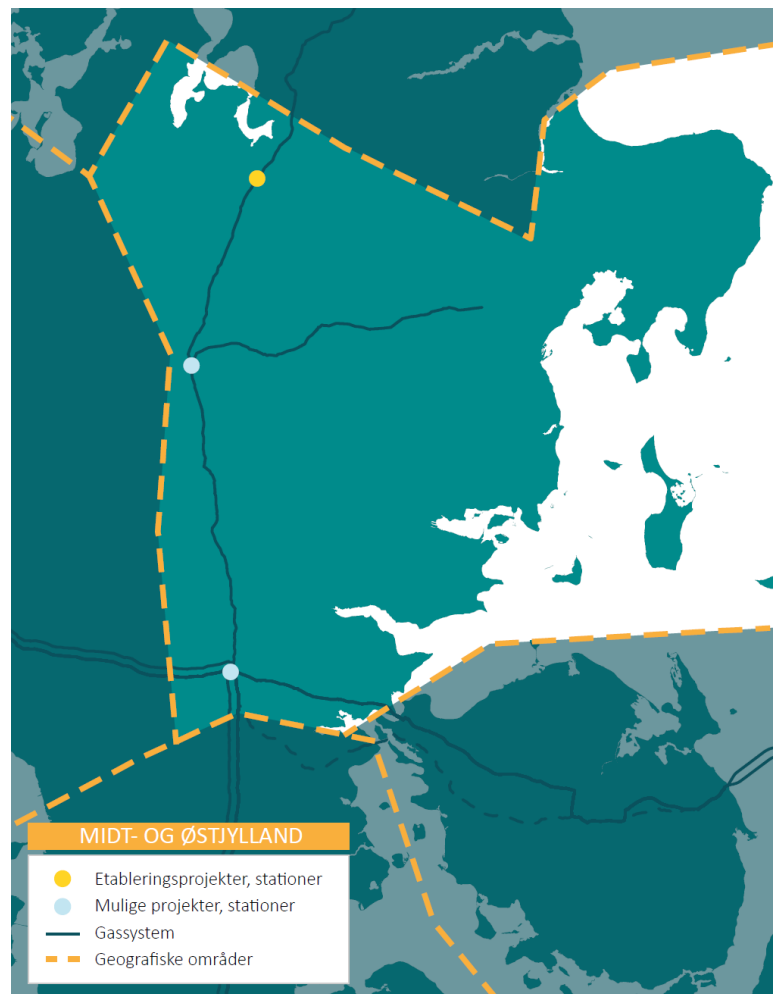 MIDT- OG ØSTJYLLAND
Etableringsprojekter, stationer
Mulige projekter, stationer
Gassystem
Geografiske områder